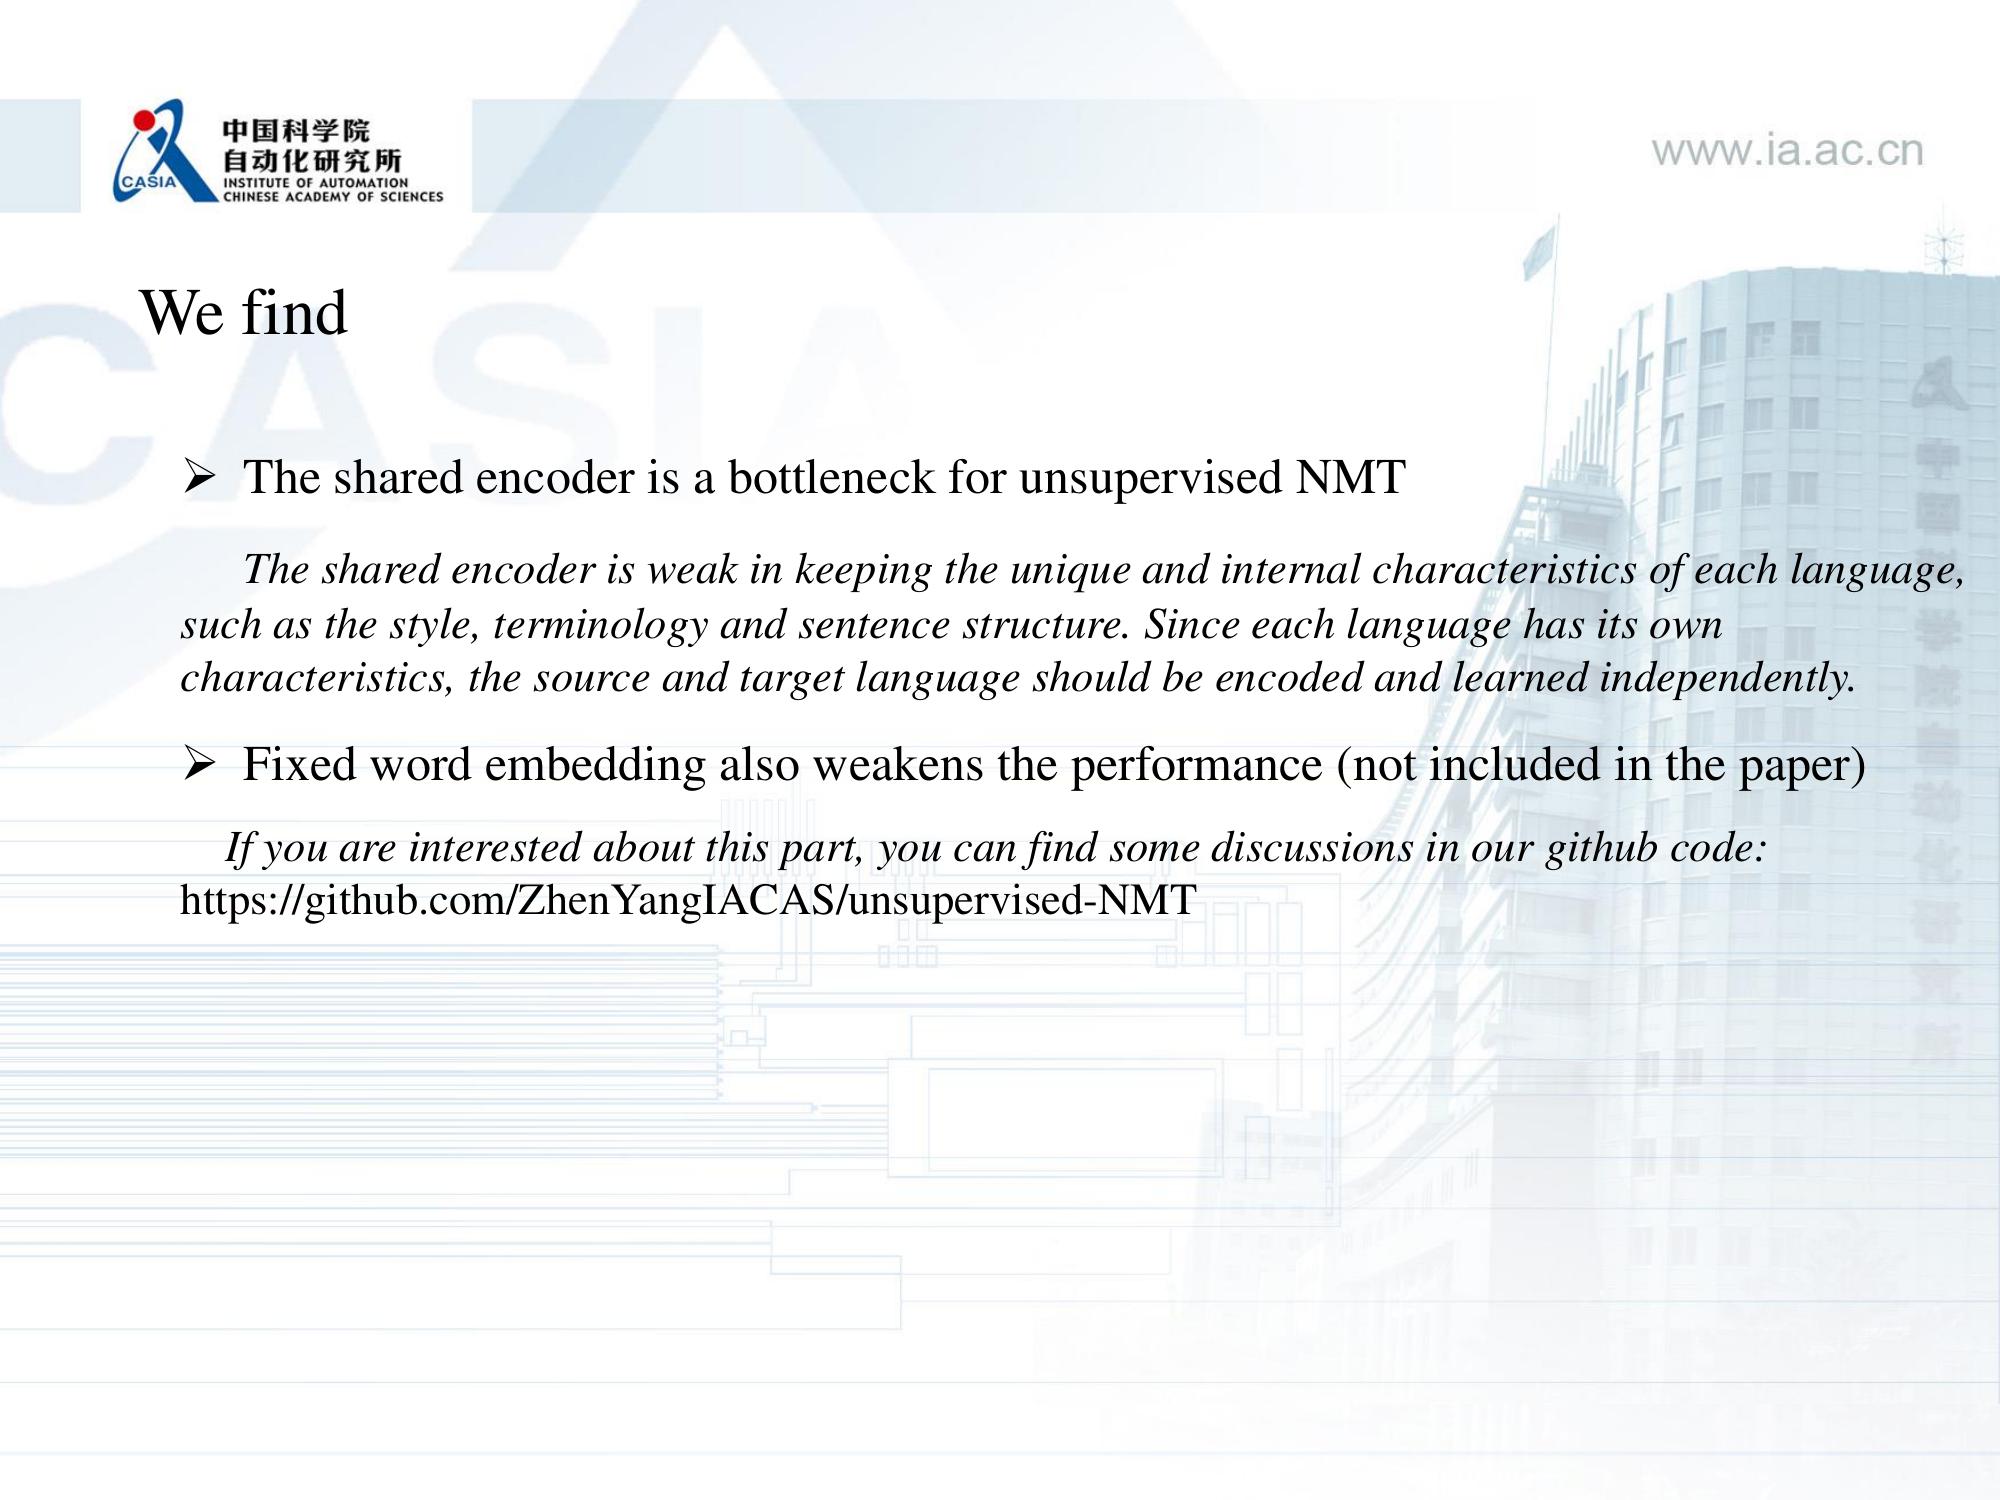 中国科学院
自动化研究所
INSTITUTE OF AUTOMATION
CHINESE ACADEMY OF SCIENCES
CASIA
www.ia.ac.cn
CASIA
We find
➢ The shared encoder is a bottleneck for unsupervised NMT
The shared encoder is weak in keeping the unique and internal characteristics of each language,
such as the style, terminology and sentence structure. Since each language has its own
characteristics, the source and target language should be encoded and learned independently.
➢ Fixed word embedding also weakens the performance (not included in the paper)
If you are interested about this part, you can find some discussions in our github code:
https://github.com/ZhenYangIACAS/unsupervised-NMT